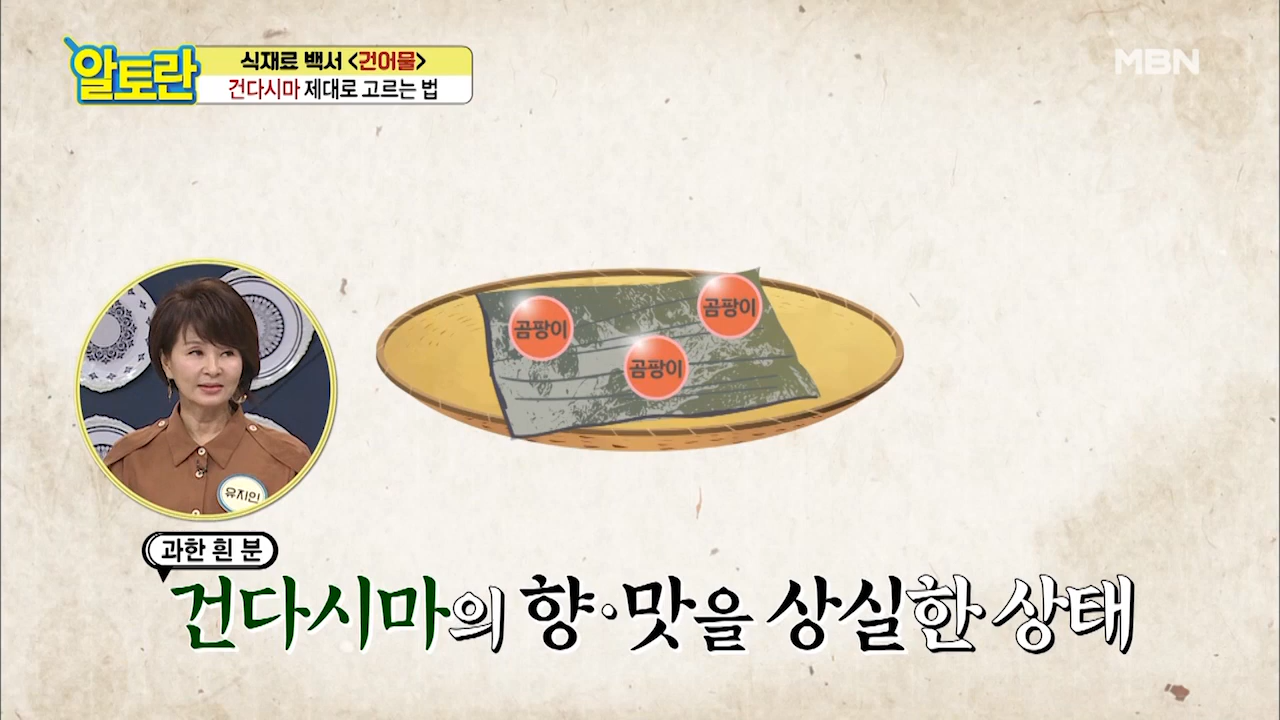 알토란
식재료 백서 <건어물>
건다시마 제대로 고르는 법
MBN
곰팡이
곰팡이
곰팡이
유지인
과한 흰 분
건다시마의 향·맛을 상실한 상태